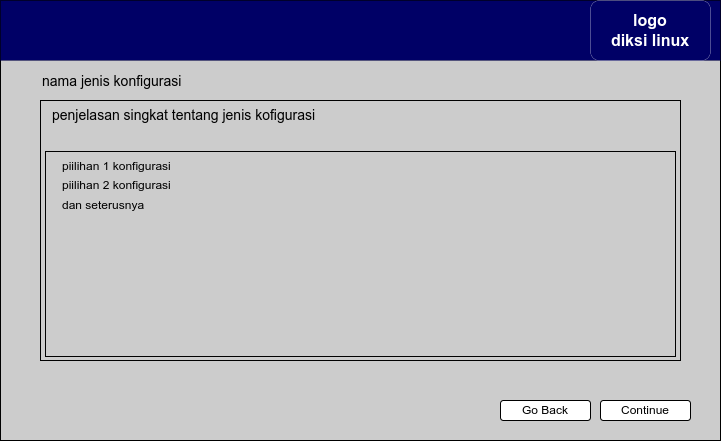 logo
diksi linux
nama jenis konfigurasi
penjelasan singkat tentang jenis kofigurasi
piilihan 1 konfigurasi
piilihan 2 konfigurasi
dan seterusnya
Go Back
Continue